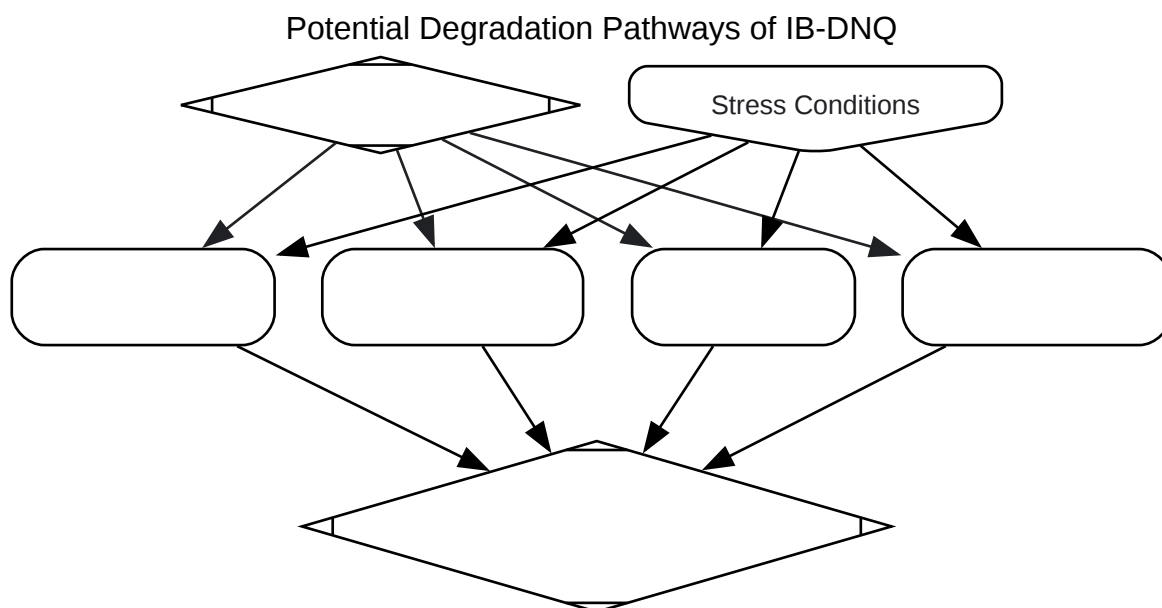 Potential Degradation Pathways of IB-DNQ
Stress Conditions